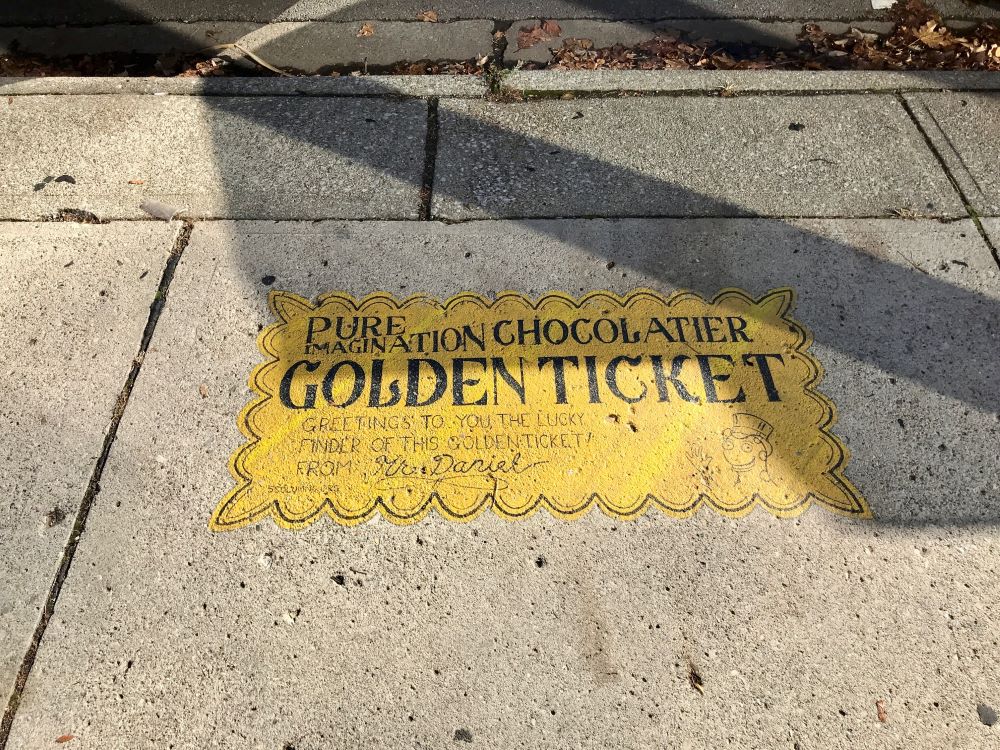 PURE
IMAGINATION CHOCOLATIER
GOLDEN TICKET
GREETINGS TO YOU, THE LUCKY
FINDER OF THIS GOLDEN TICKET!
FROM Mr. Daniel